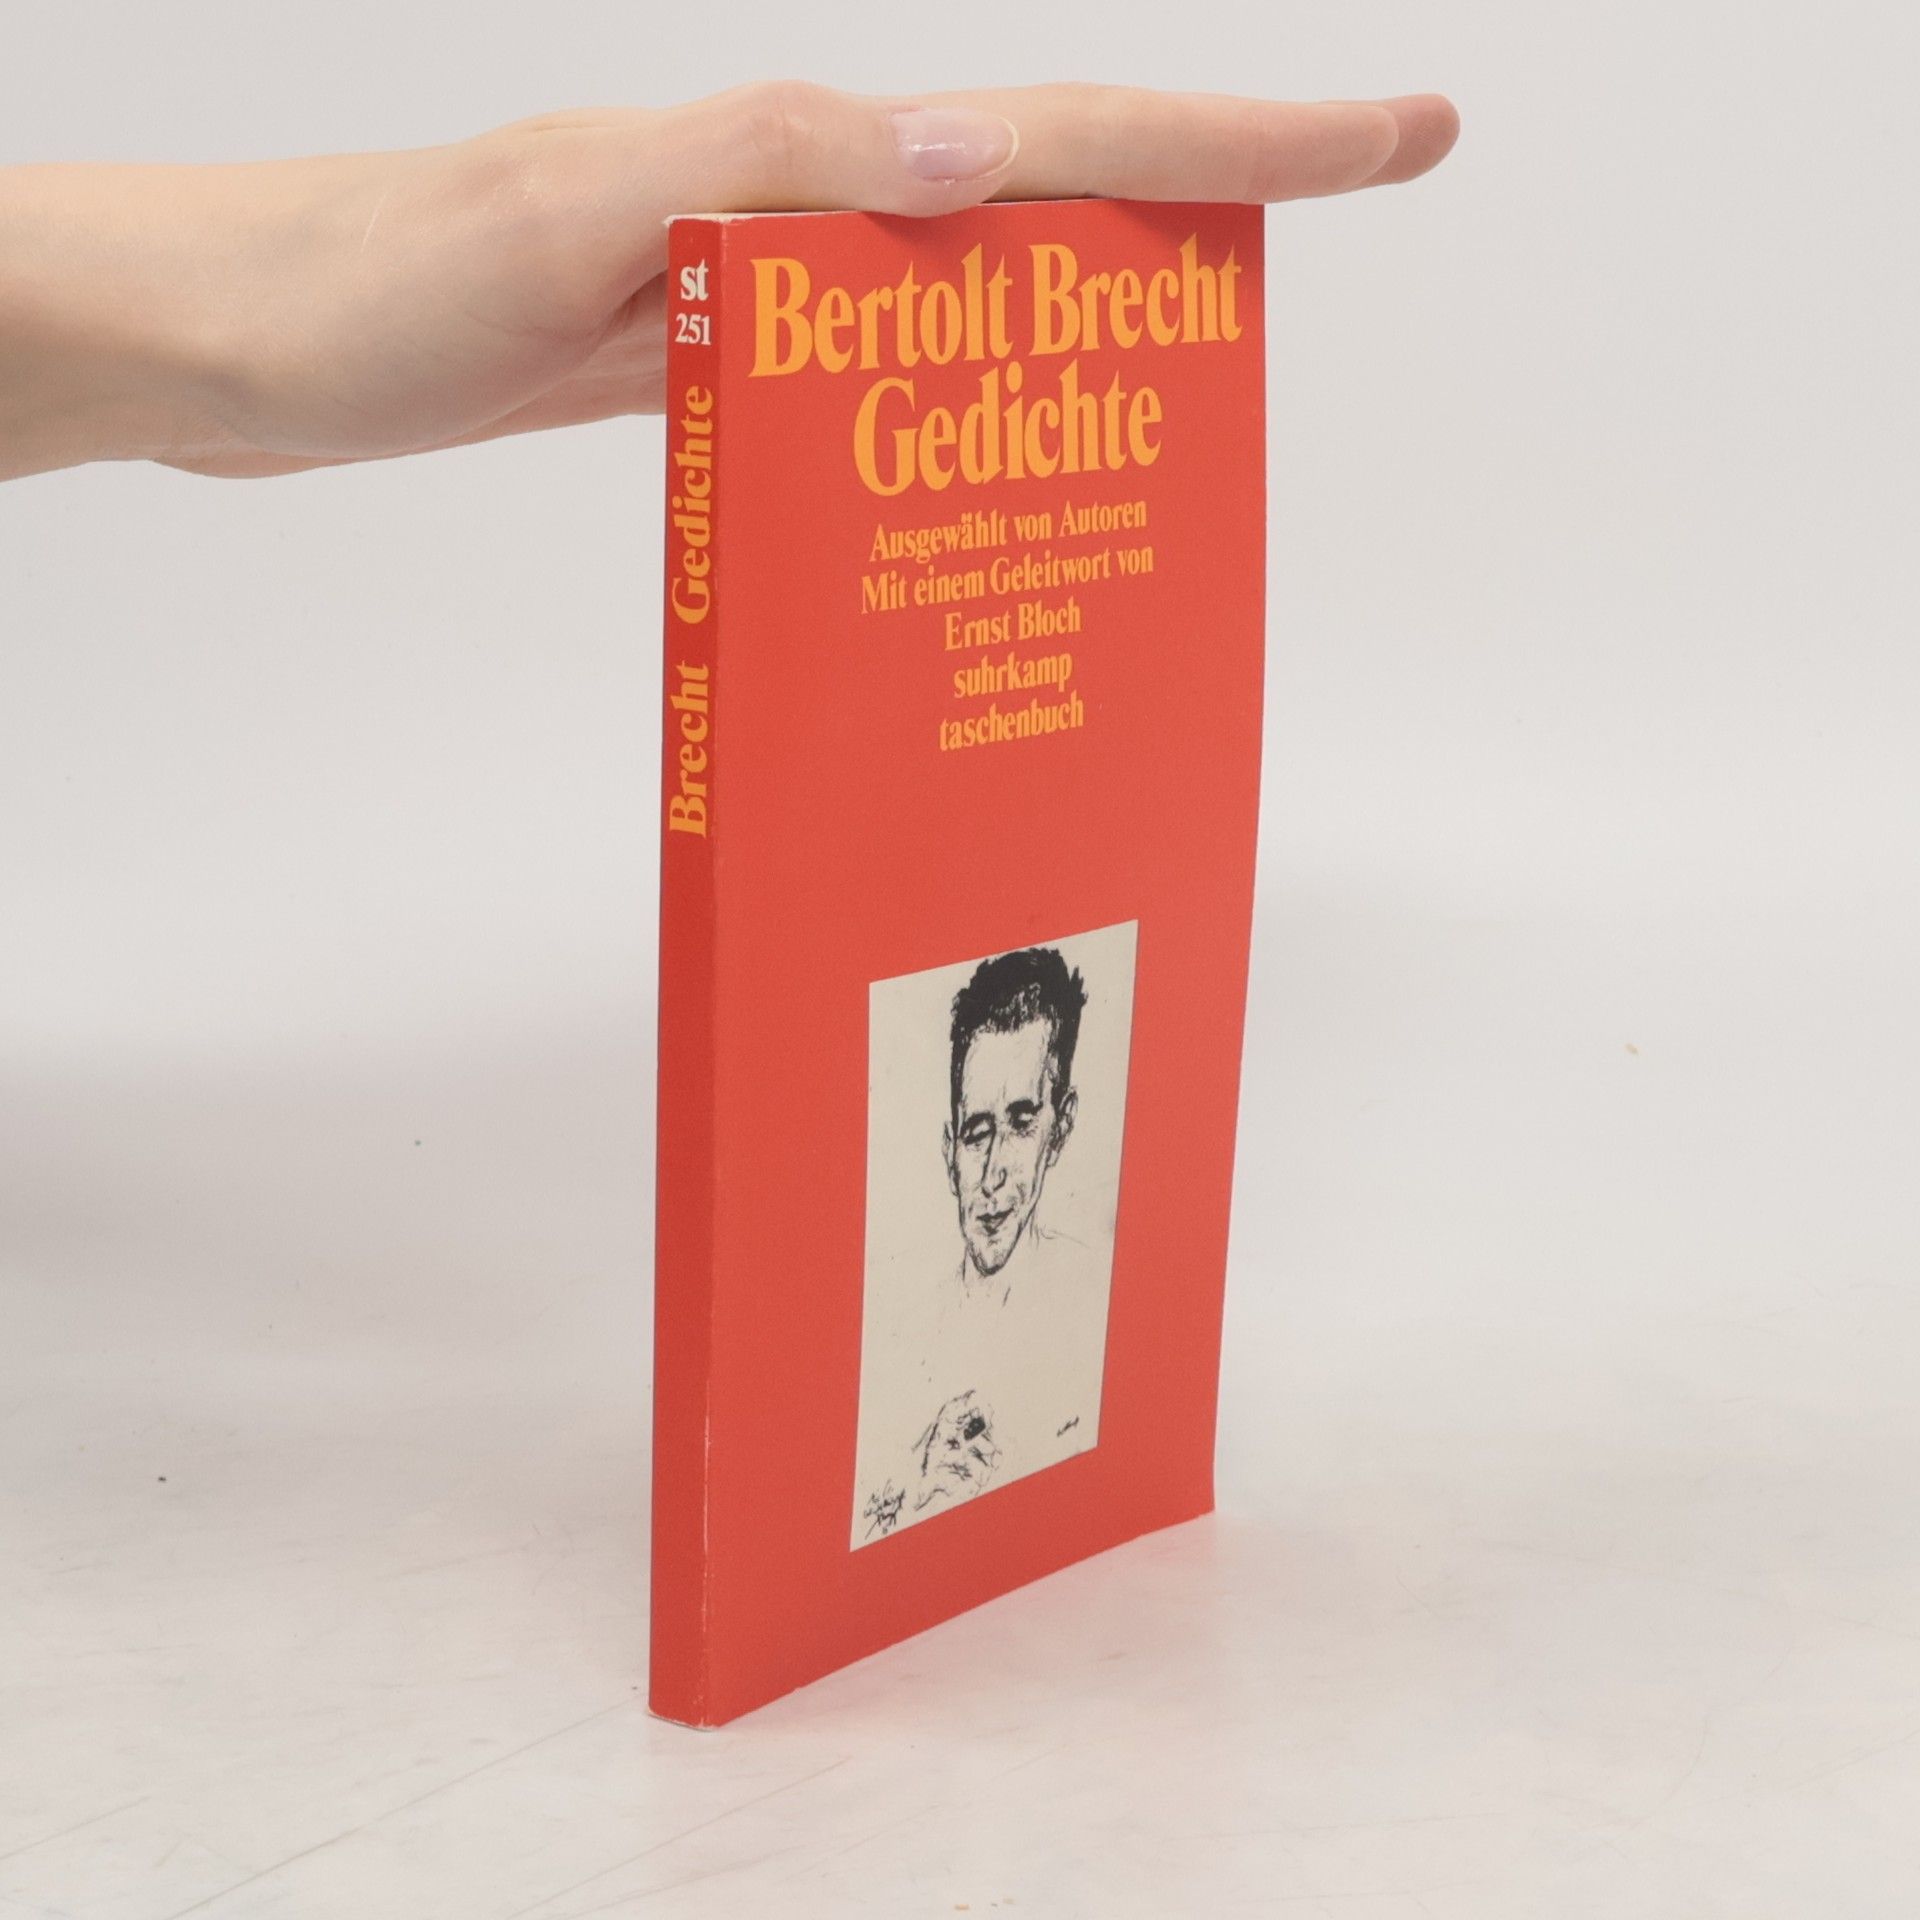 st
251
Brecht Gedichte
Bertolt Brecht
Gedichte
Ausgewählt von Autoren
Mit einem Geleitwort von
Ernst Bloch
suhrkamp
taschenbuch